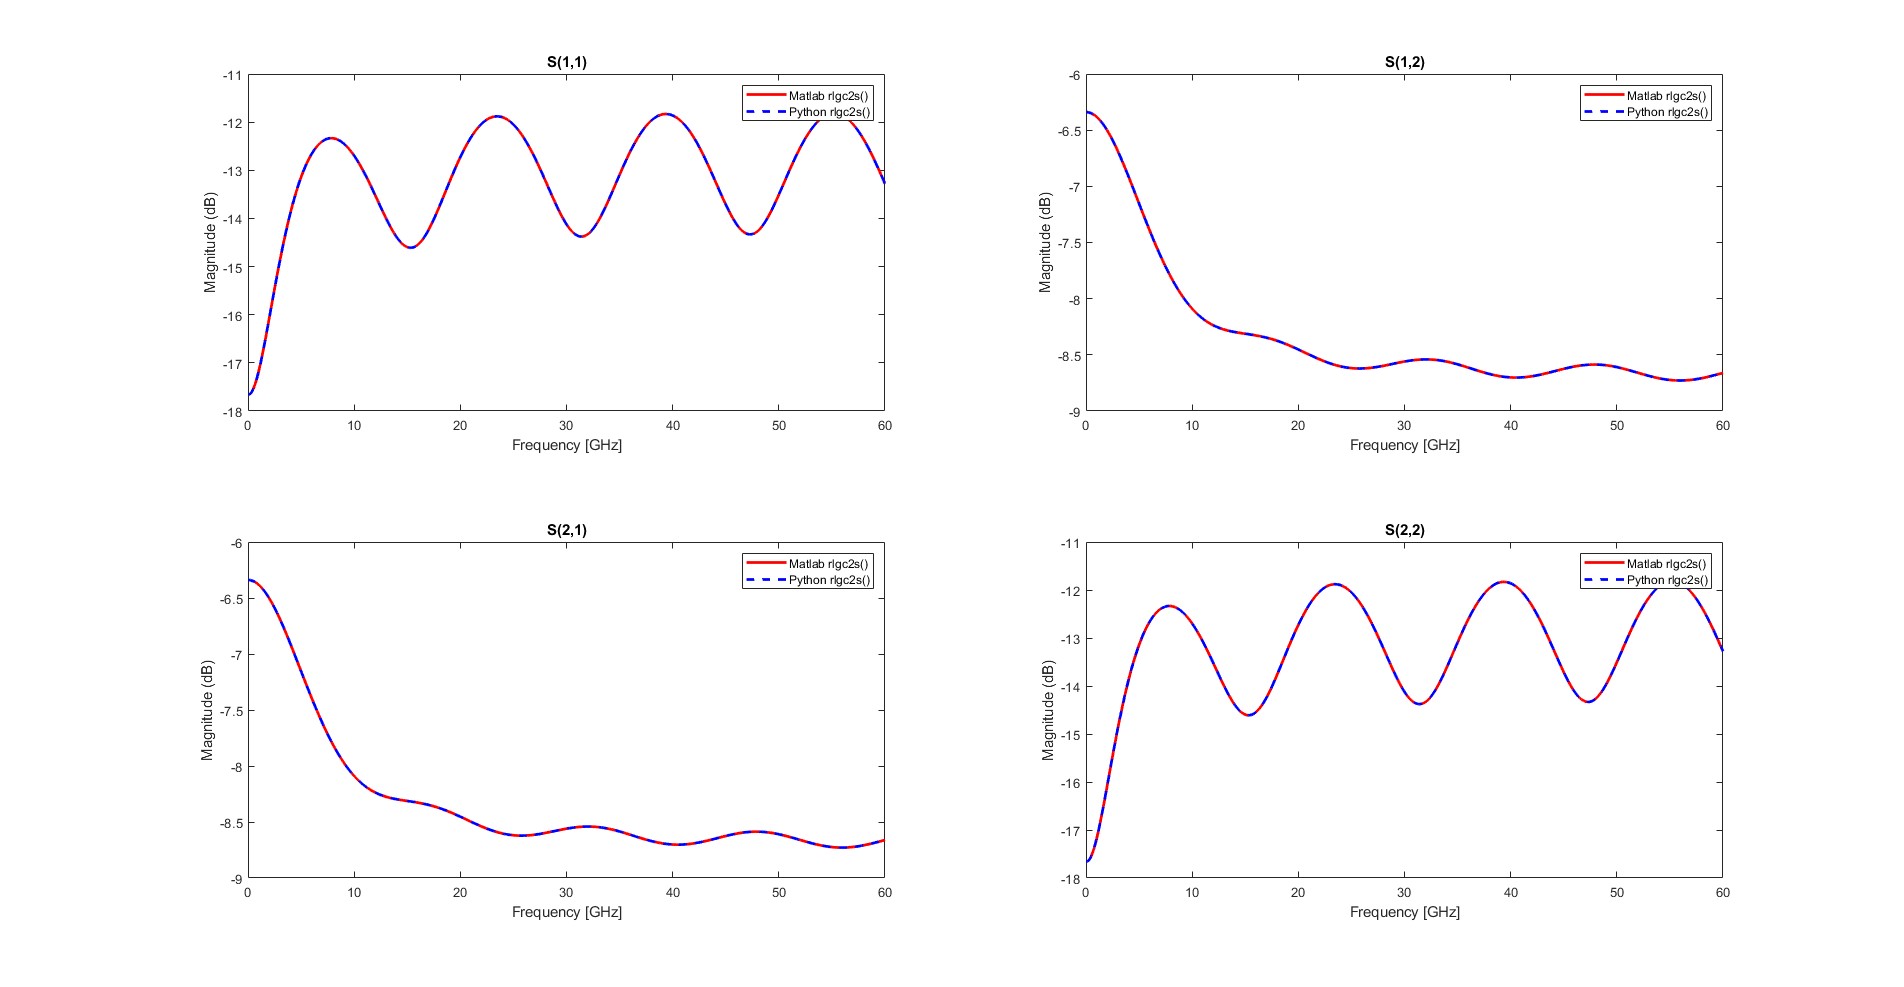 S(1,1)
-11
-12
-13
-14
-15
-16
-17
-18
Magnitude (dB)
0 10 20 30 40 50 60
Frequency [GHz]
Matlab rlgc2s()
Python rlgc2s()
S(1,2)
-6
-6.5
-7
-7.5
-8
-8.5
-9
Magnitude (dB)
0 10 20 30 40 50 60
Frequency [GHz]
Matlab rlgc2s()
Python rlgc2s()
S(2,1)
-6
-6.5
-7
-7.5
-8
-8.5
-9
Magnitude (dB)
0 10 20 30 40 50 60
Frequency [GHz]
Matlab rlgc2s()
Python rlgc2s()
S(2,2)
-11
-12
-13
-14
-15
-16
-17
-18
Magnitude (dB)
0 10 20 30 40 50 60
Frequency [GHz]
Matlab rlgc2s()
Python rlgc2s()